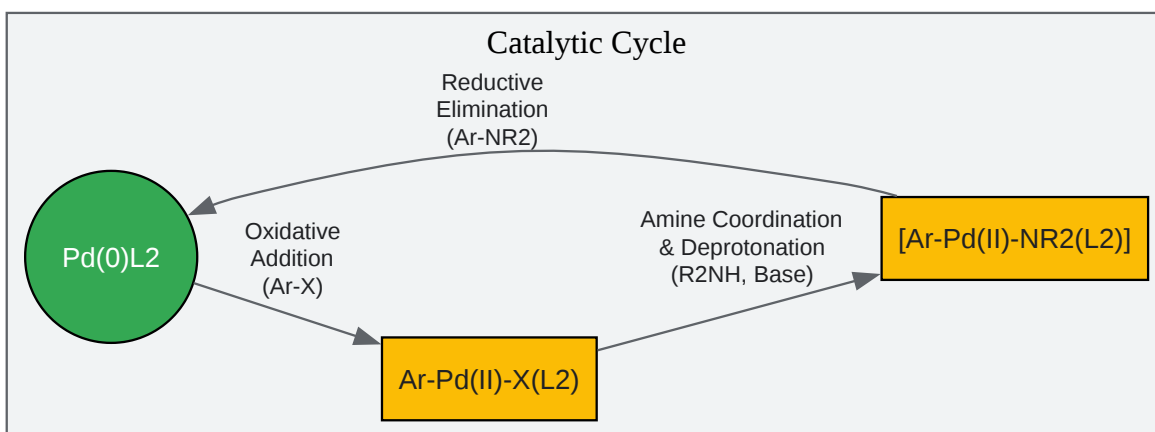 Catalytic Cycle
Reductive
Elimination
(Ar-NR2)
Pd(0)L2
Oxidative
Addition
(Ar-X)
Ar-Pd(II)-X(L2)
Amine Coordination
& Deprotonation
(R2NH, Base)
[Ar-Pd(II)-NR2(L2)]